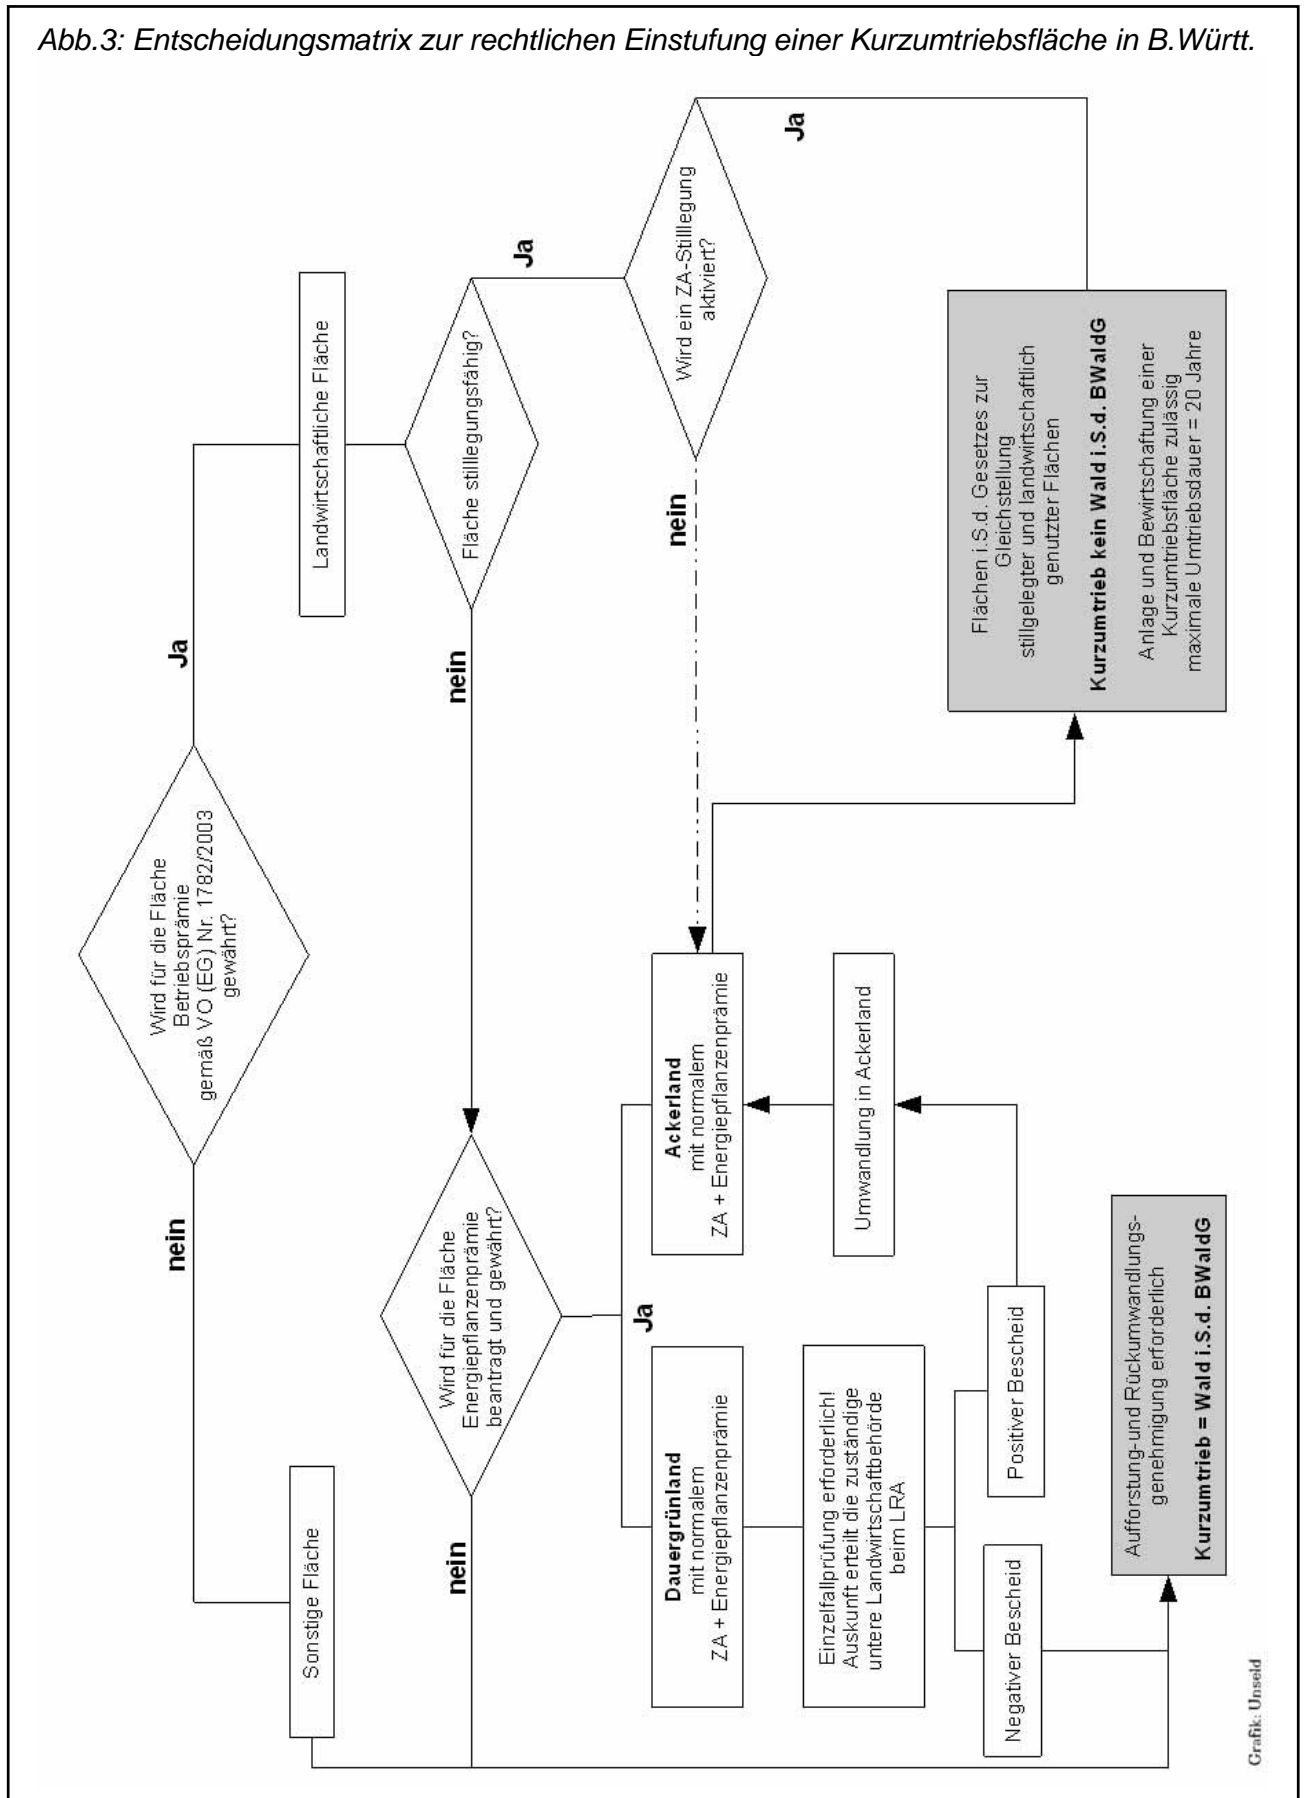 Abb.3: Entscheidungsmatrix zur rechtlichen Einstufung einer Kurzumtriebsfläche in B.Württ.
Wird für die Fläche
Betriebsprämie
gemäß VO (EG) Nr. 1782/2003
gewährt?
nein
Ja
Sonstige Fläche
Landwirtschaftliche Fläche
Fläche stilllegungsfähig?
nein
Ja
Wird für die Fläche
Energiepflanzenprämie
beantragt und gewährt?
nein
Ja
Wird ein ZA-Stilllegung
aktiviert?
nein
Ja
Dauergrünland
mit normalem
ZA + Energiepflanzenprämie
Ackerland
mit normalem
ZA + Energiepflanzenprämie
Einzelfallprüfung erforderlich!
Auskunft erteilt die zuständige
untere Landwirtschaftbehörde
beim LRA
Umwandlung in Ackerland
Negativer Bescheid
Positiver Bescheid
Aufforstung-und Rückumwandlungs-
genehmigung erforderlich
Kurzumtrieb = Wald i.S.d. BWaldG
Flächen i.S.d. Gesetzes zur
Gleichstellung
stillgelegter und landwirtschaftlich
genutzter Flächen
Kurzumtrieb kein Wald i.S.d. BWaldG
Anlage und Bewirtschaftung einer
Kurzumtriebsfläche zulässig
maximale Umtriebsdauer = 20 Jahre
Grafik: Unseld